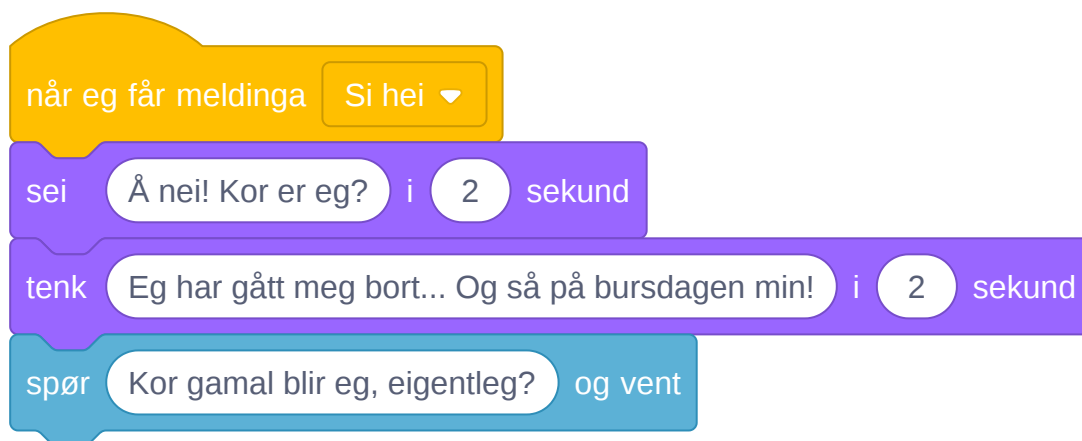 når eg får meldinga Si hei
sei Å nei! Kor er eg? i 2 sekund
tenk Eg har gått meg bort... Og så på bursdagen min! i 2 sekund
spør Kor gamal blir eg, eigentleg? og vent